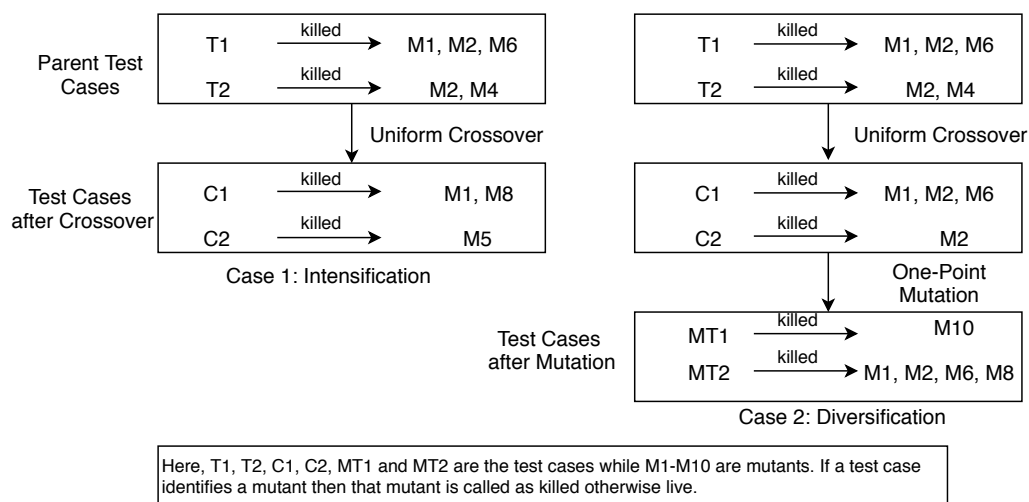 Parent Test
Cases
T1 killed M1, M2, M6
T2 killed M2, M4
Uniform Crossover
Test Cases
after Crossover
C1 killed M1, M8
C2 killed M5
Case 1: Intensification
T1 killed M1, M2, M6
T2 killed M2, M4
Uniform Crossover
C1 killed M1, M2, M6
C2 killed M2
One-Point
Mutation
Test Cases
after Mutation
MT1 killed M10
MT2 killed M1, M2, M6, M8
Case 2: Diversification
Here, T1, T2, C1, C2, MT1 and MT2 are the test cases while M1-M10 are mutants. If a test case
identifies a mutant then that mutant is called as killed otherwise live.